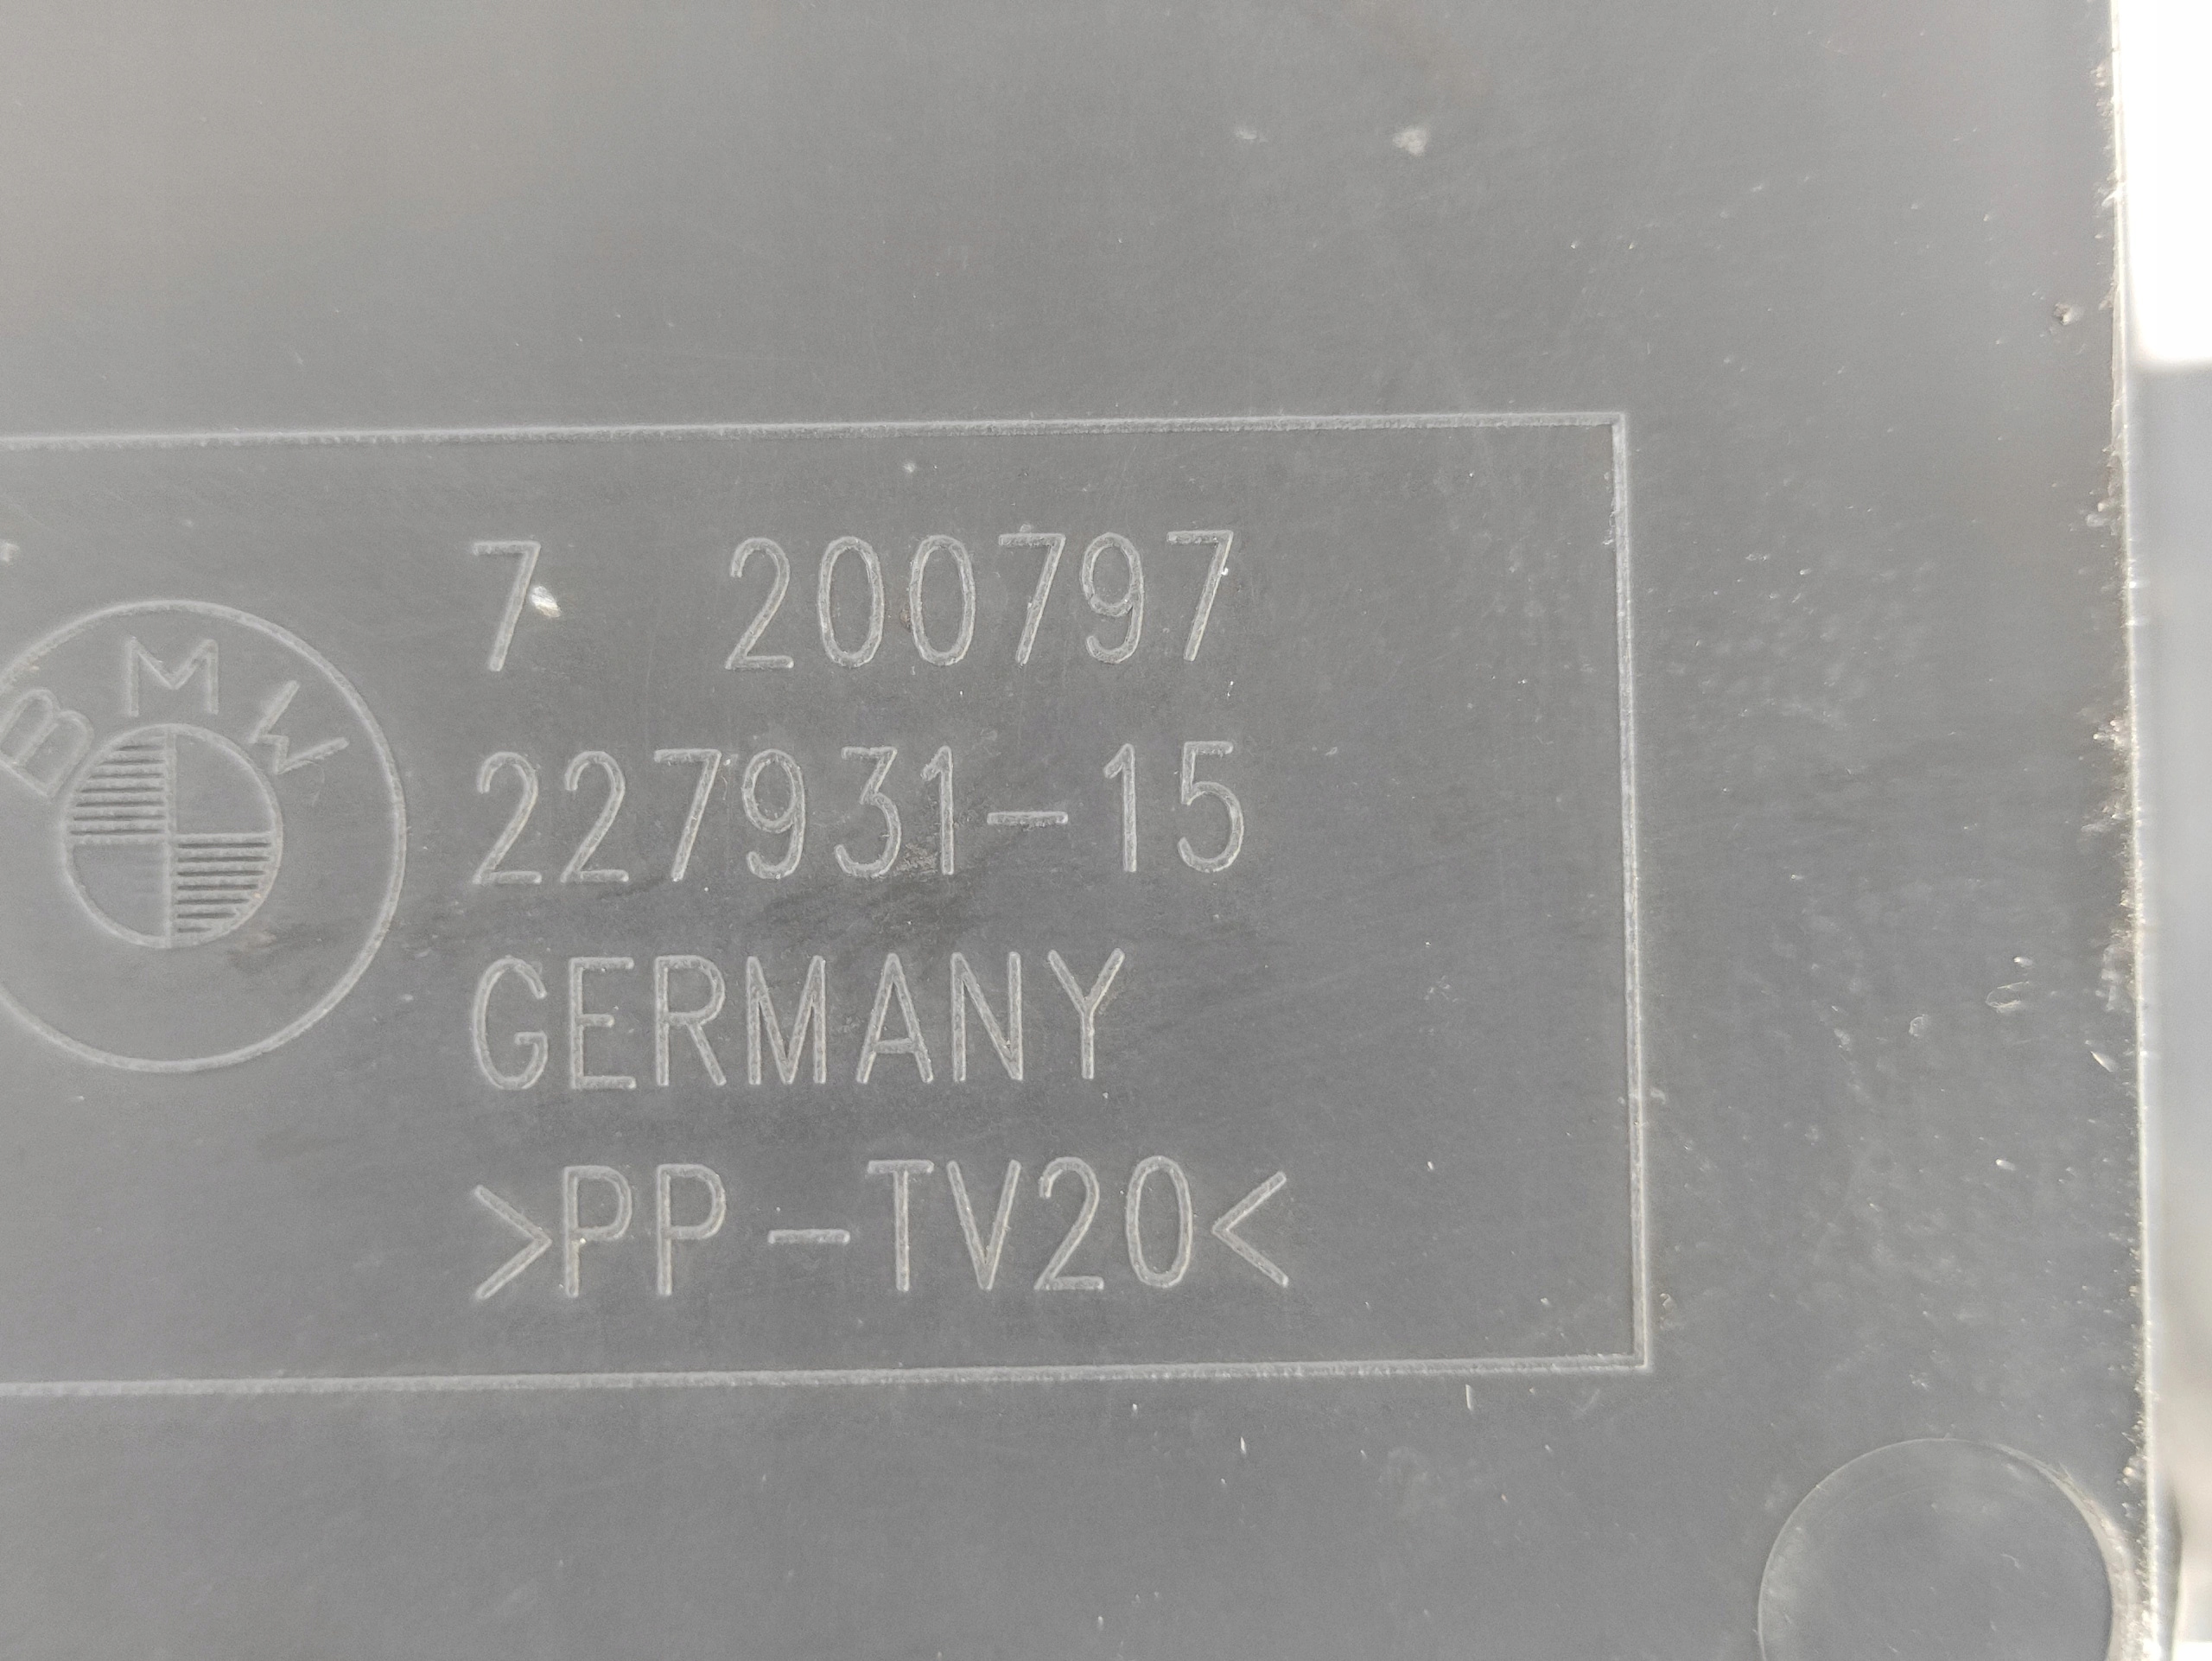 BMW
7 200797
227931-15
GERMANY
>PP-TV20<